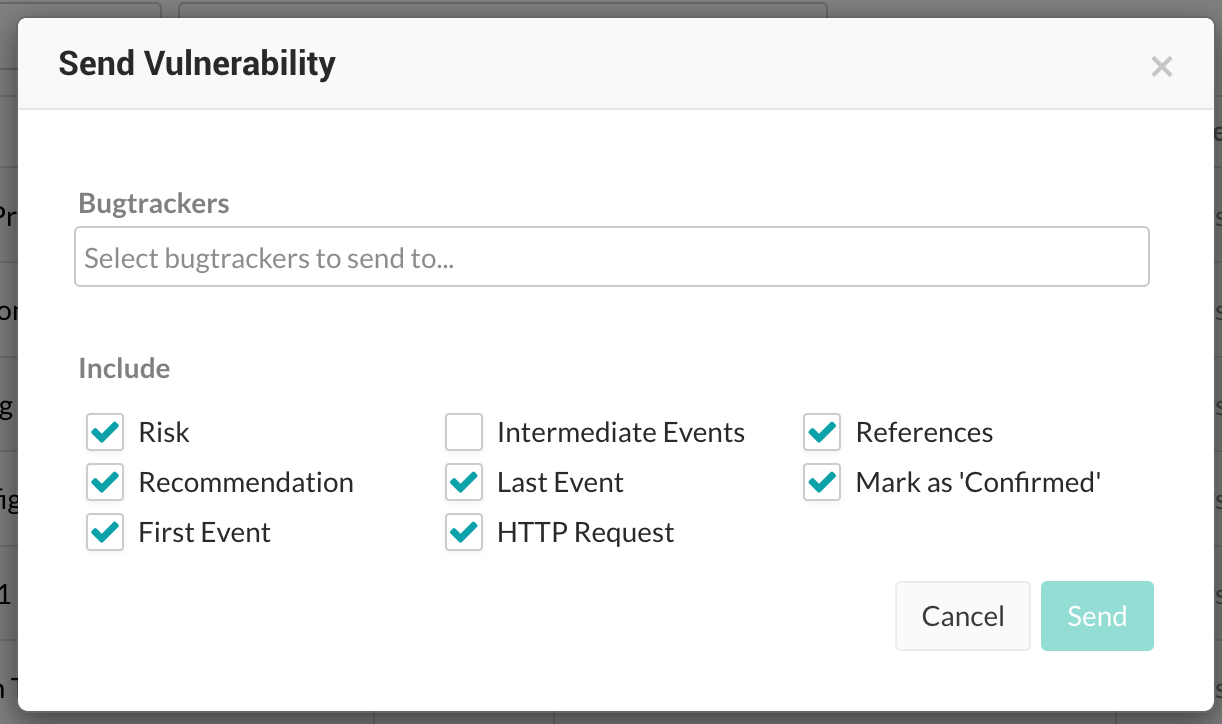 Send Vulnerability
Bugtrackers
Select bugtrackers to send to...
Include
Risk
Intermediate Events
References
Recommendation
Last Event
Mark as 'Confirmed'
First Event
HTTP Request
Cancel
Send